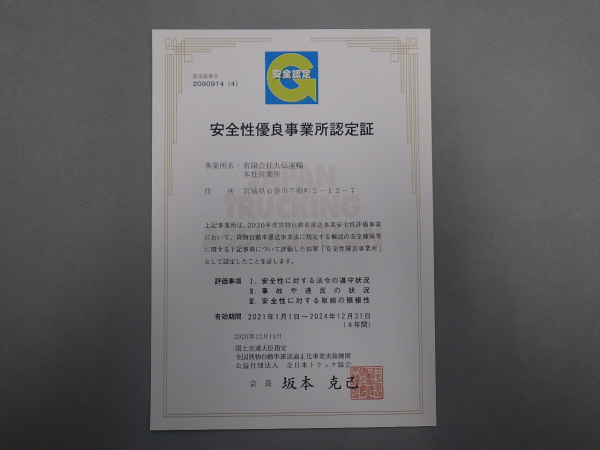 安全認定
認定証番号
2090914（4）
安全性優良事業所認定証
事業所名：有限会社丸伝運輸
本社営業所
住　　所：宮城県石巻市不動町2－12－7
JAPAN
TRUCKING
上記事業所は、2020年度貨物自動車運送事業安全性評価事業
において、貨物自動車運送事業法に規定する輸送の安全確保等
に関する下記事項について評価した結果「安全性優良事業所」
として認定したことを証します。
評価事項　Ⅰ．安全性に対する法令の遵守状況
Ⅱ．事故や違反の状況
Ⅲ．安全性に対する取組の積極性
有効期間　2021年1月1日～2024年12月31日
（4年間）
2020年12月14日
国土交通大臣指定
全国貨物自動車運送適正化事業実施機関
公益社団法人　全日本トラック協会
会長　坂本　克己